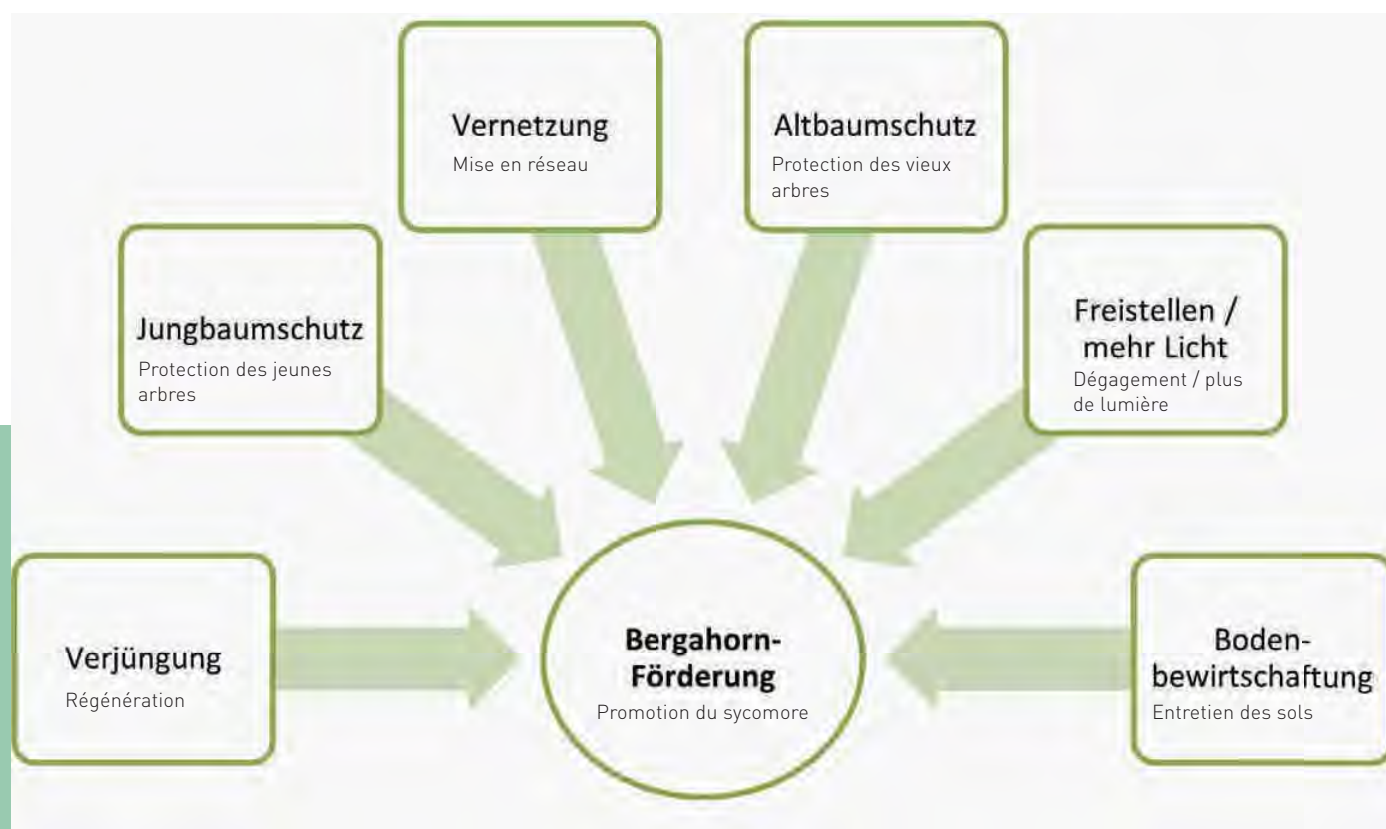 Vernetzung
Mise en réseau
Altbaumschutz
Protection des vieux
arbres
Jungbaumschutz
Protection des jeunes
arbres
Freistellen /
mehr Licht
Dégagement / plus
de lumière
Verjüngung
Régénération
Bergahorn-
Förderung
Promotion du sycomore
Boden-
bewirtschaftung
Entretien des sols